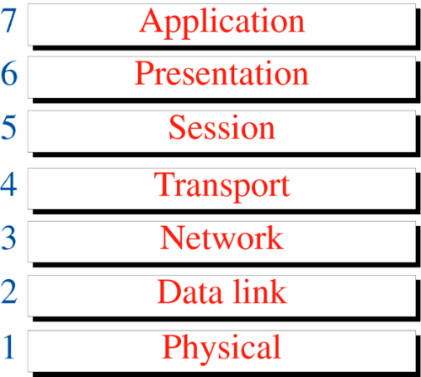 7 Application
6 Presentation
5 Session
4 Transport
3 Network
2 Data link
1 Physical